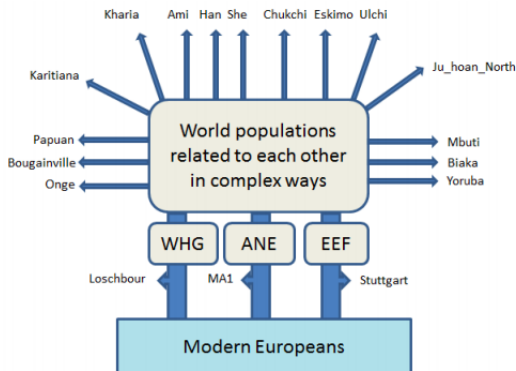 Kharia Ami Han She Chukchi Eskimo Ulchi
Ju_hoan_North
Karitiana
World populations
related to each other
in complex ways
Papuan
Bougainville
Onge
Mbuti
Biaka
Yoruba
WHG ANE EEF
Loschbour MA1 Stuttgart
Modern Europeans